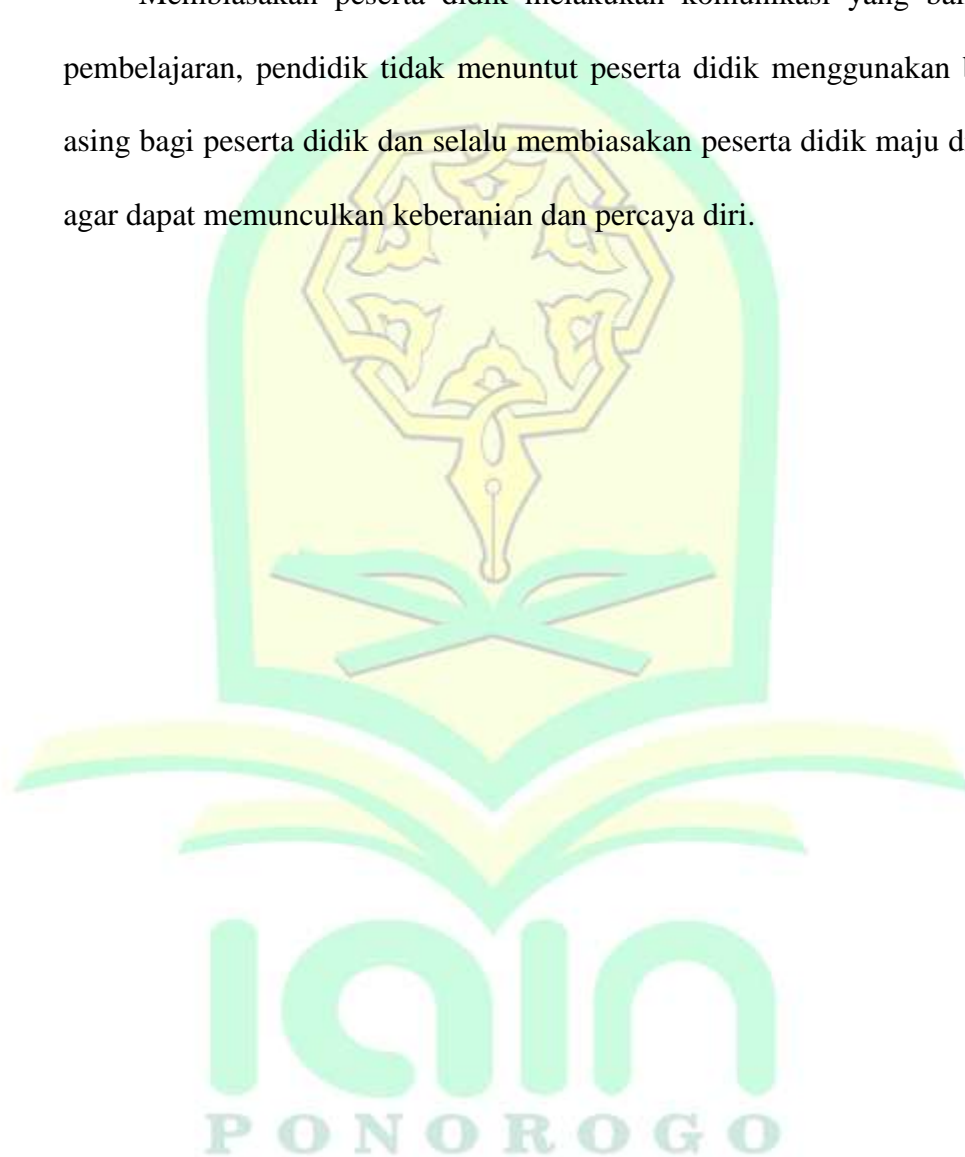 Membiasakan peserta didik melakukan komunikasi yang
pembelajaran, pendidik tidak menuntut peserta didik menggunakan
asing bagi peserta didik dan selalu membiasakan peserta didik maju
agar dapat memunculkan keberanian dan percaya diri.
iain
PONOROGO